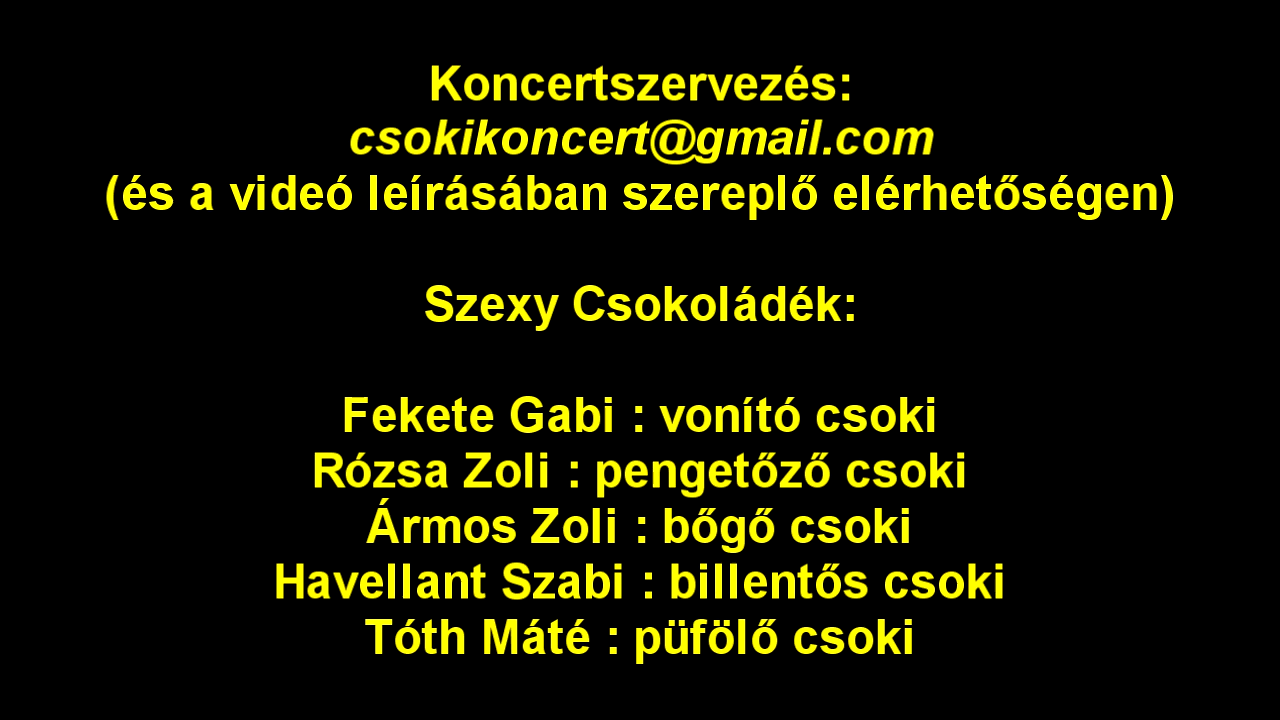 Koncertszervezés:
csokikoncert@gmail.com
(és a videó leírásában szereplő elérhetőségen)
Szexy Csokoládék:
Fekete Gabi : vonító csoki
Rózsa Zoli : pengetőző csoki
Ármos Zoli : bőgő csoki
Havellant Szabi : billentős csoki
Tóth Máté : püfölő csoki